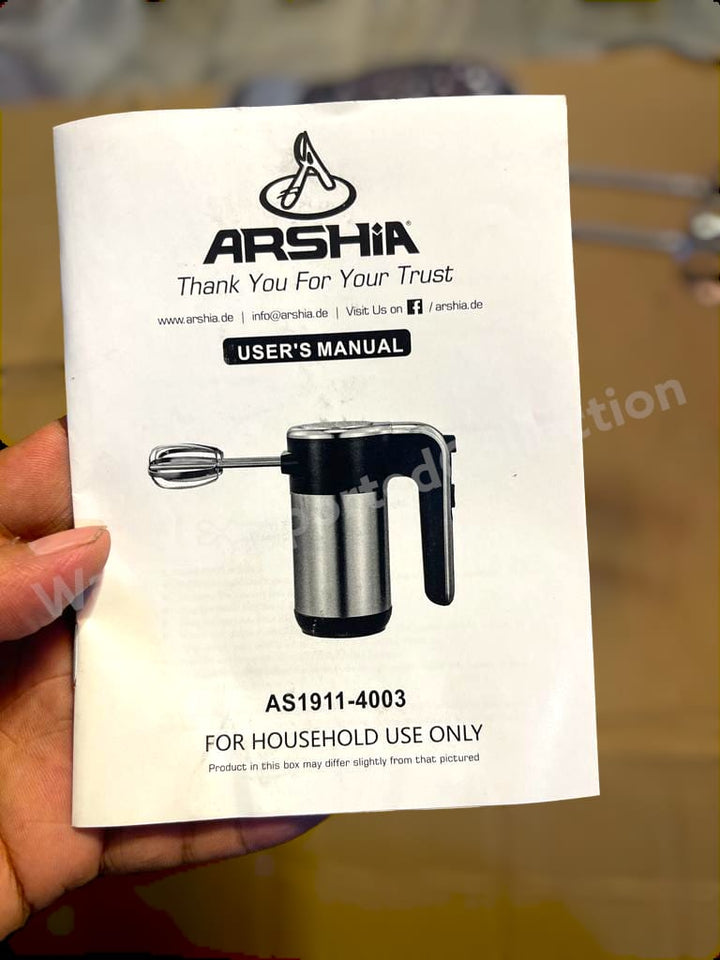 ARSHiA®
Thank You For Your Trust
www.arshia.de | info@arshia.de | Visit Us on f / arshia.de
USER'S MANUAL
AS1911-4003
FOR HOUSEHOLD USE ONLY
Product in this box may differ slightly from that pictured